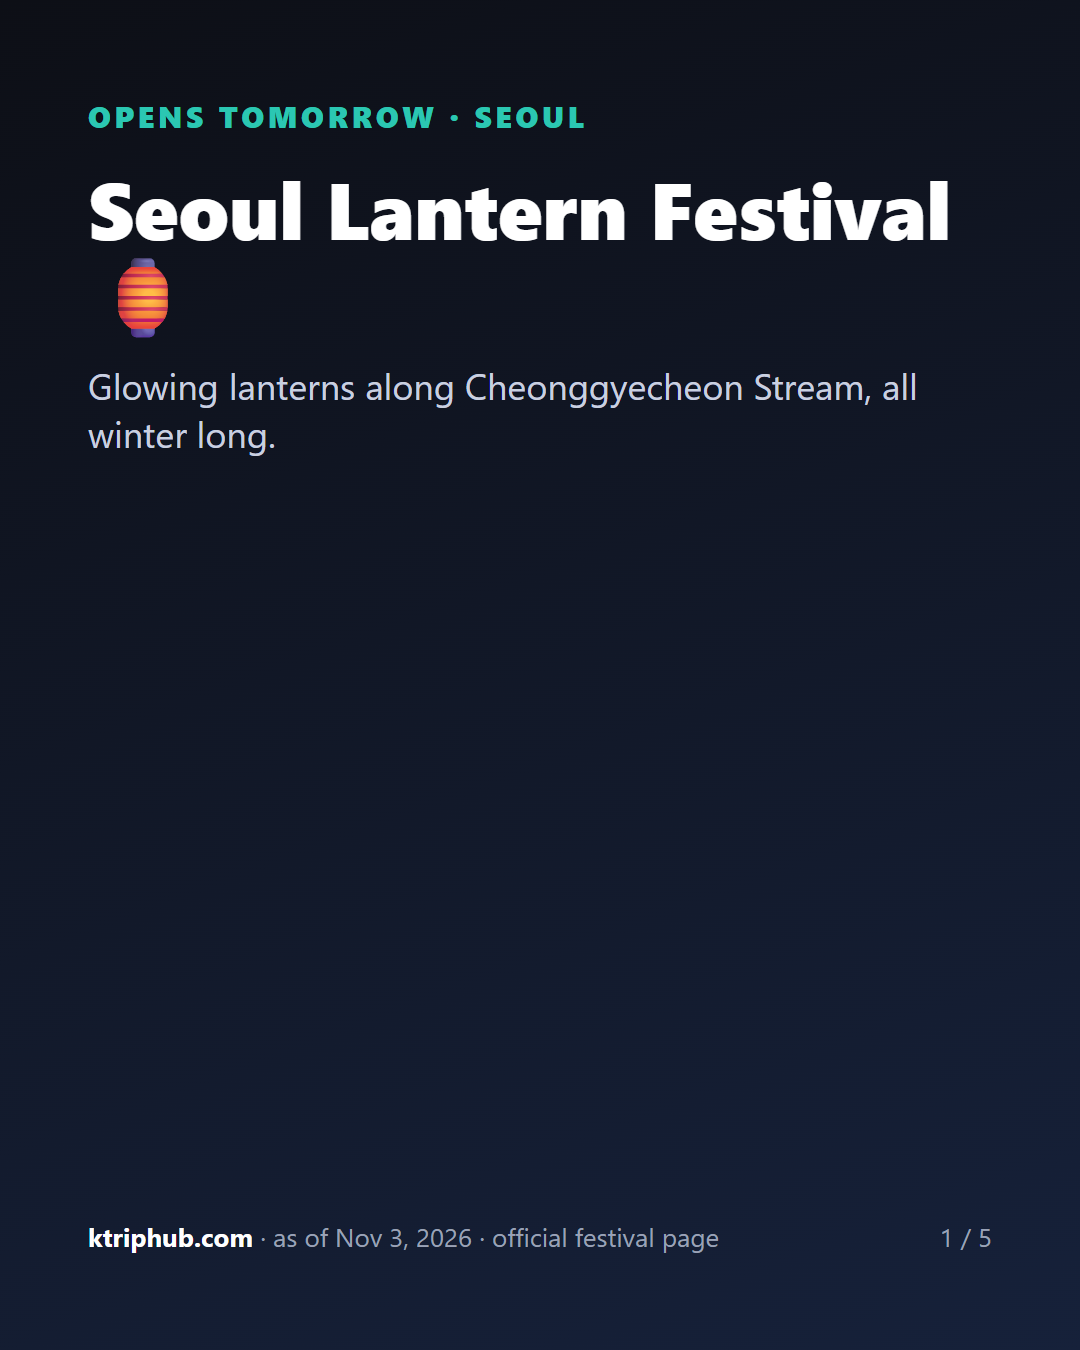 OPENS TOMORROW · SEOUL
Seoul Lantern Festival
🏮
Glowing lanterns along Cheonggyecheon Stream, all
winter long.
ktriphub.com · as of Nov 3, 2026 · official festival page
1 / 5